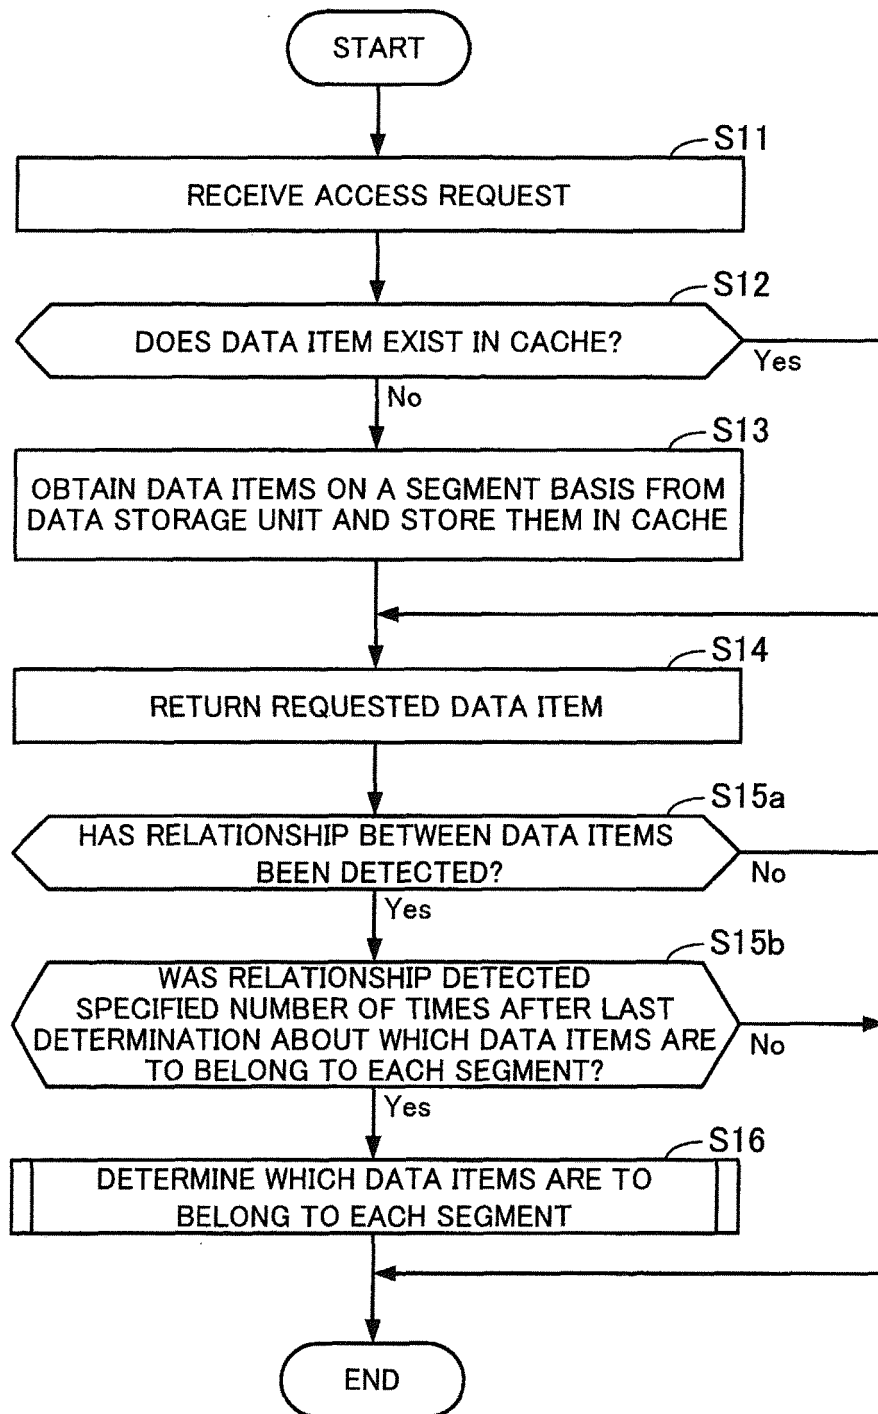 START
S11
RECEIVE ACCESS REQUEST
S12
DOES DATA ITEM EXIST IN CACHE?
Yes
No
S13
OBTAIN DATA ITEMS ON A SEGMENT BASIS FROM
DATA STORAGE UNIT AND STORE THEM IN CACHE
S14
RETURN REQUESTED DATA ITEM
S15a
HAS RELATIONSHIP BETWEEN DATA ITEMS
BEEN DETECTED?
No
Yes
S15b
WAS RELATIONSHIP DETECTED
SPECIFIED NUMBER OF TIMES AFTER LAST
DETERMINATION ABOUT WHICH DATA ITEMS ARE
TO BELONG TO EACH SEGMENT?
No
Yes
S16
DETERMINE WHICH DATA ITEMS ARE TO
BELONG TO EACH SEGMENT
END